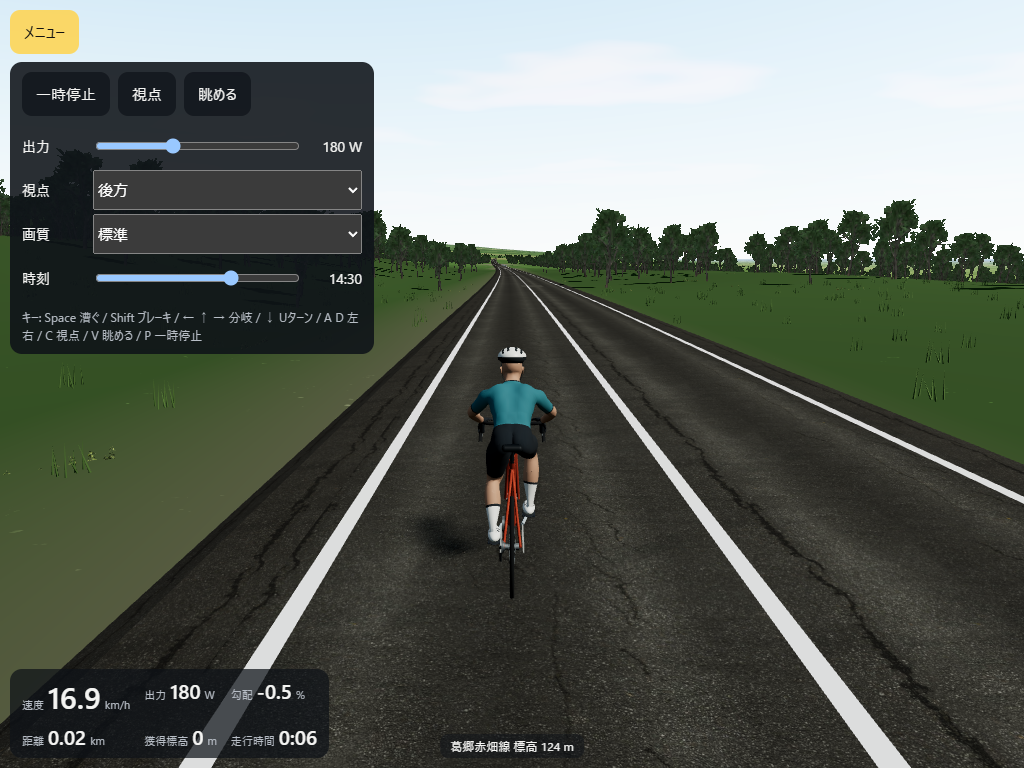 メニュー
一時停止 視点 眺める
出力 180 W
視点 後方
画質 標準
時刻 14:30
キー: Space 漕ぐ / Shift ブレーキ / ← ↑ → 分岐 / ↓ Uターン / A D 左
右 / C 視点 / V 眺める / P 一時停止
速度 16.9 km/h 出力 180 W 勾配 -0.5 %
距離 0.02 km 獲得標高 0 m 走行時間 0:06
葛郷赤畑線 標高 124 m